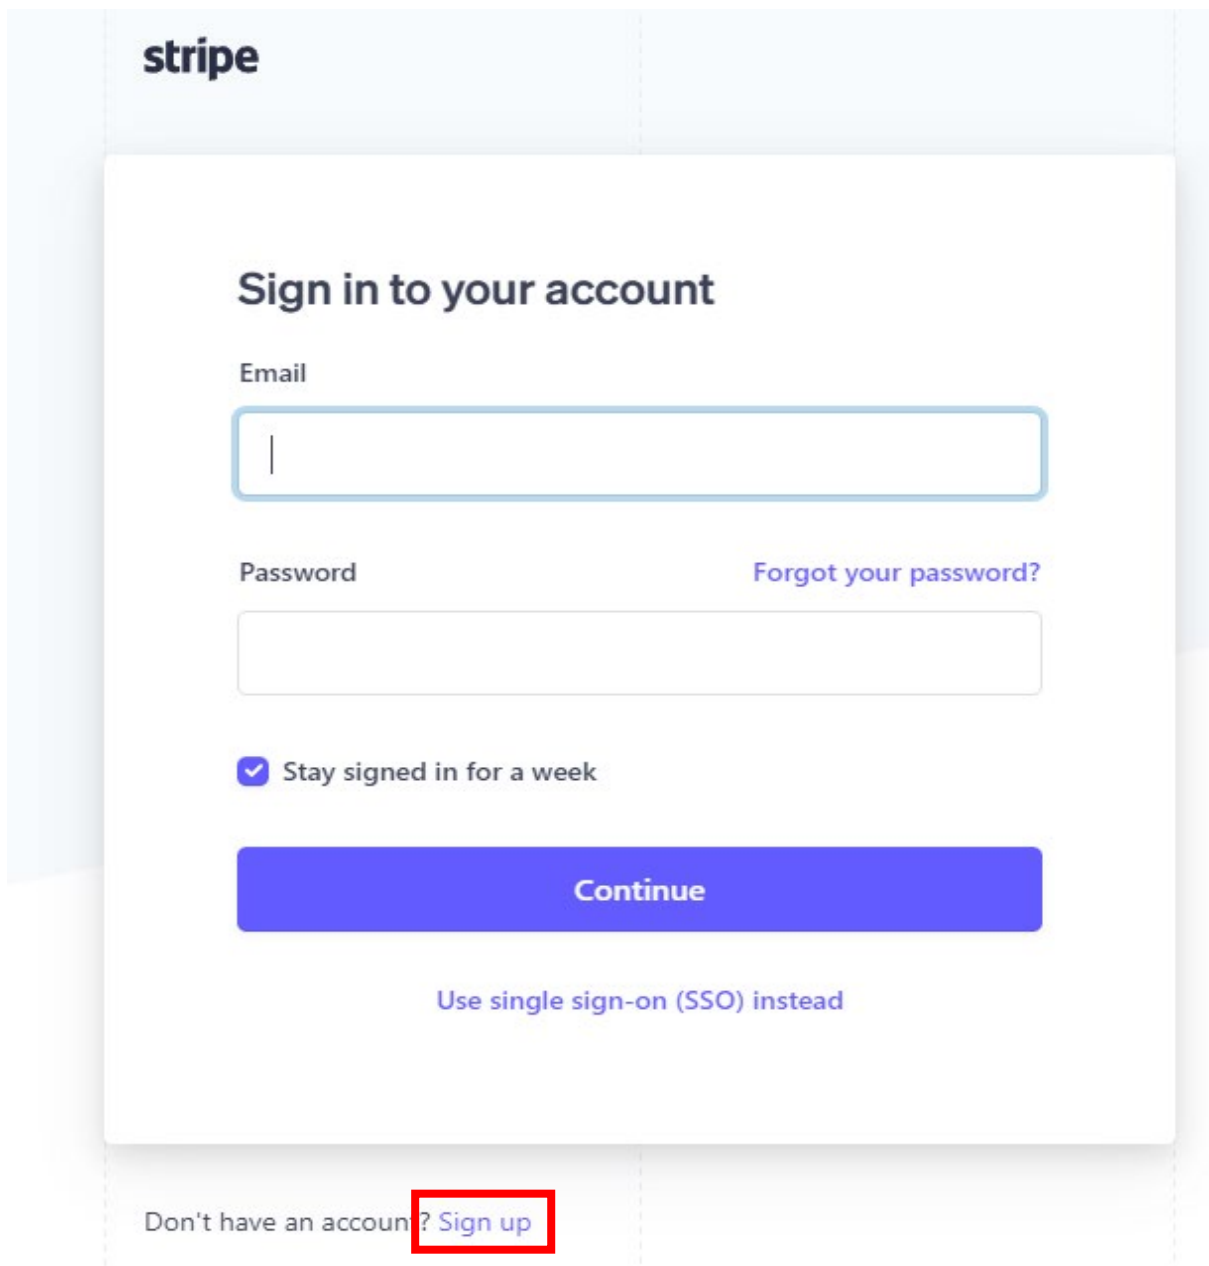 stripe
Sign in to your account
Email
Password Forgot your password?
Stay signed in for a week
Continue
Use single sign-on (SSO) instead
Don't have an account? Sign up